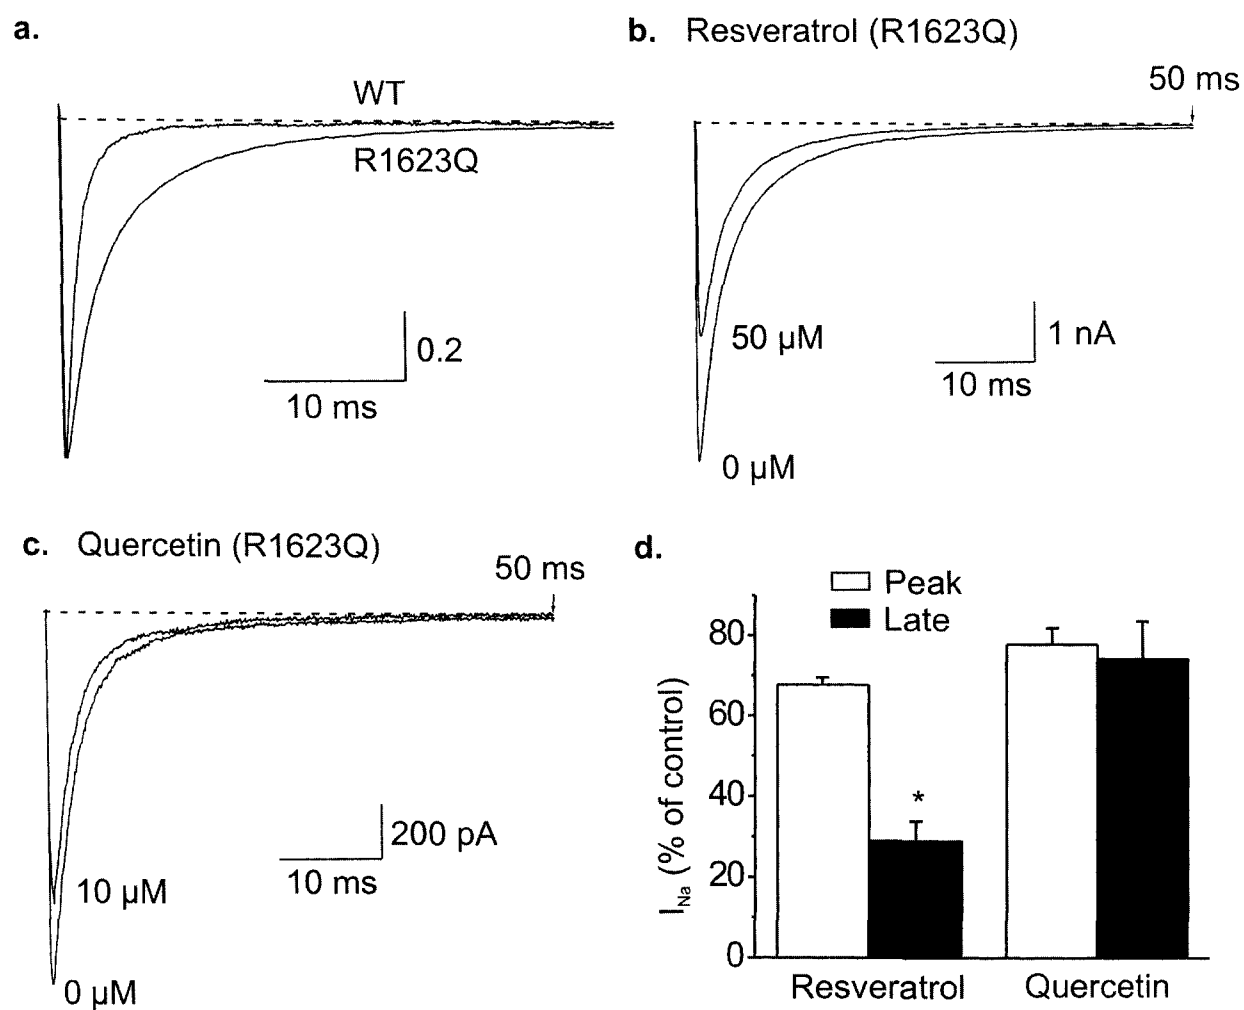 a.
WT
R1623Q
0.2
10 ms
b. Resveratrol (R1623Q)
50 ms
50 µM
1 nA
10 ms
0 µM
c. Quercetin (R1623Q)
50 ms
10 µM
200 pA
10 ms
0 µM
d.
Peak
Late
I_Na (% of control)
80
60
40
20
0
*
Resveratrol
Quercetin